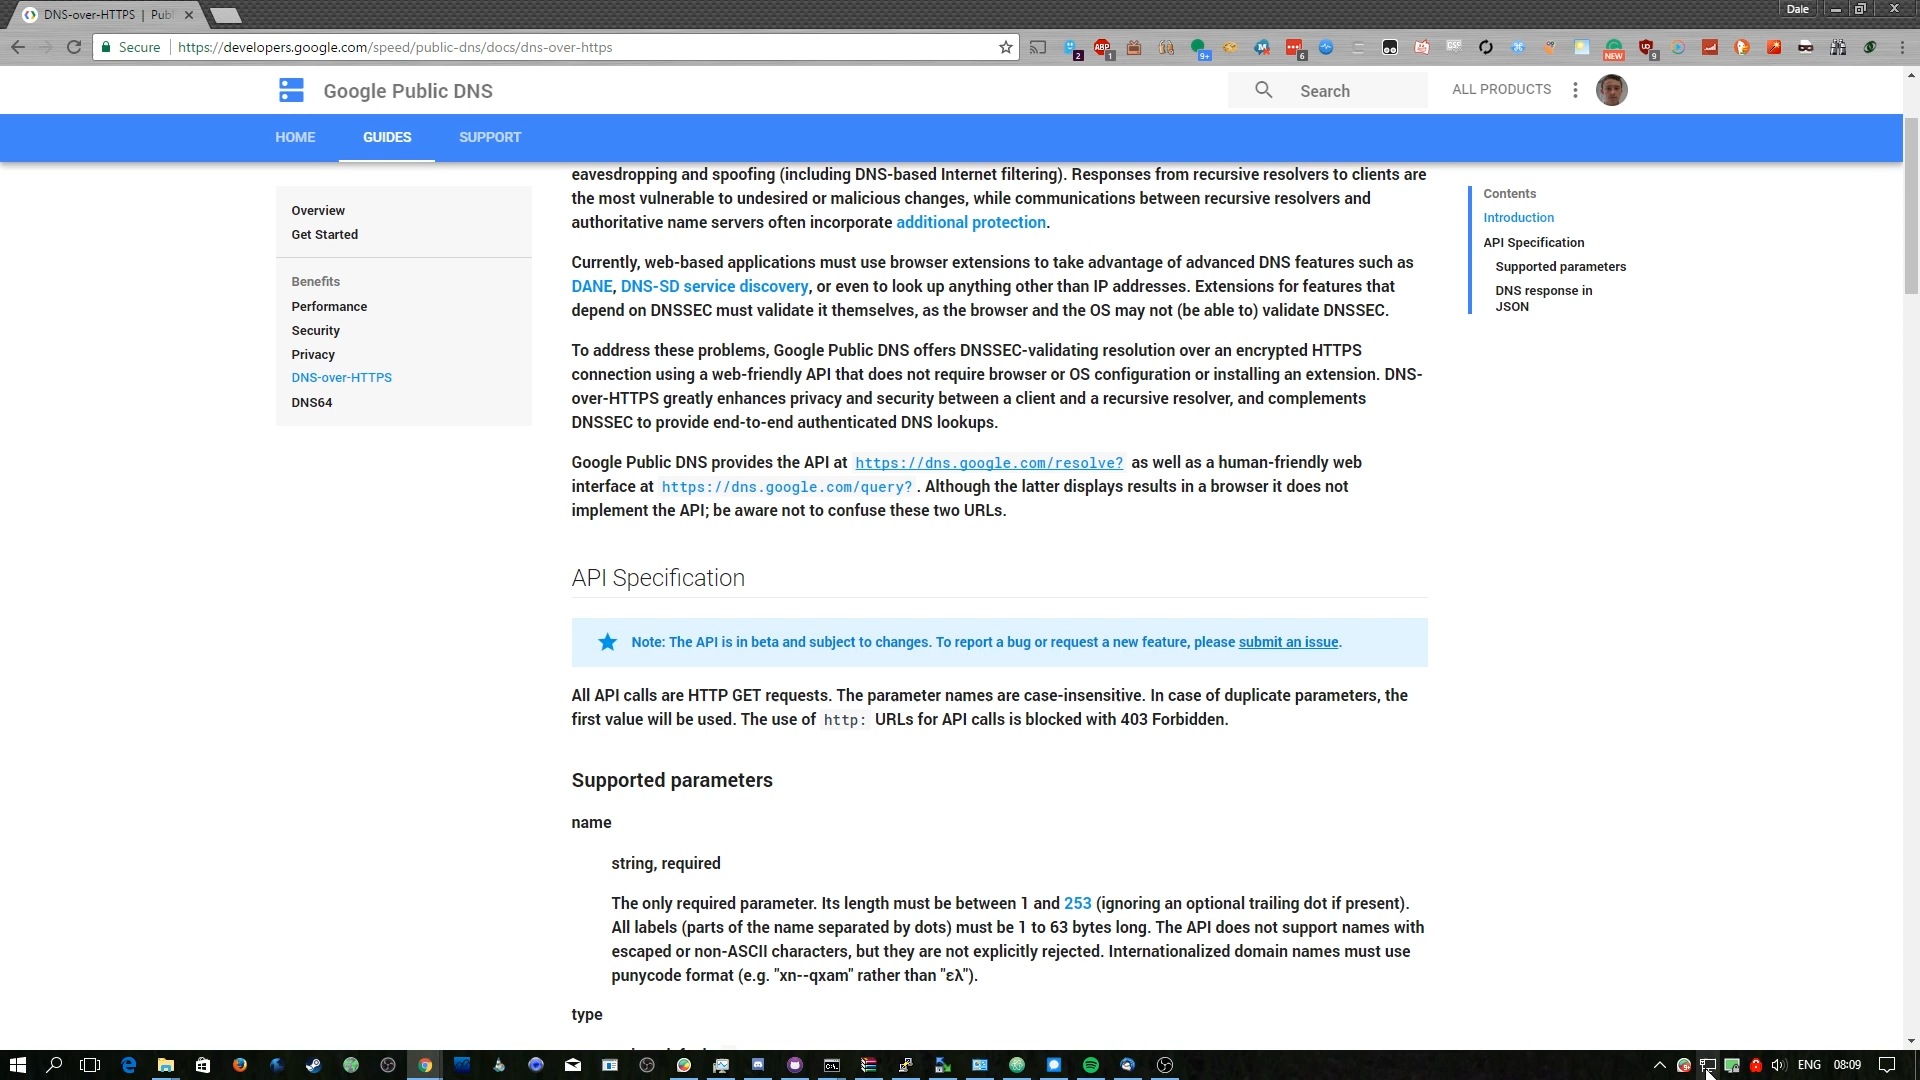 DNS-over-HTTPS | Pub
Dale
Secure
https://developers.google.com/speed/public-dns/docs/dns-over-https
2
ABP
1
9+
6
CSP
NEW
9
Google Public DNS
Search
ALL PRODUCTS
HOME
GUIDES
SUPPORT
Overview
Get Started
Benefits
Performance
Security
Privacy
DNS-over-HTTPS
DNS64
eavesdropping and spoofing (including DNS-based Internet filtering). Responses from recursive resolvers to clients are
the most vulnerable to undesired or malicious changes, while communications between recursive resolvers and
authoritative name servers often incorporate additional protection.
Currently, web-based applications must use browser extensions to take advantage of advanced DNS features such as
DANE, DNS-SD service discovery, or even to look up anything other than IP addresses. Extensions for features that
depend on DNSSEC must validate it themselves, as the browser and the OS may not (be able to) validate DNSSEC.
To address these problems, Google Public DNS offers DNSSEC-validating resolution over an encrypted HTTPS
connection using a web-friendly API that does not require browser or OS configuration or installing an extension. DNS-
over-HTTPS greatly enhances privacy and security between a client and a recursive resolver, and complements
DNSSEC to provide end-to-end authenticated DNS lookups.
Google Public DNS provides the API at https://dns.google.com/resolve? as well as a human-friendly web
interface at https://dns.google.com/query? . Although the latter displays results in a browser it does not
implement the API; be aware not to confuse these two URLs.
API Specification
Note: The API is in beta and subject to changes. To report a bug or request a new feature, please submit an issue.
All API calls are HTTP GET requests. The parameter names are case-insensitive. In case of duplicate parameters, the
first value will be used. The use of http: URLs for API calls is blocked with 403 Forbidden.
Supported parameters
name
string, required
The only required parameter. Its length must be between 1 and 253 (ignoring an optional trailing dot if present).
All labels (parts of the name separated by dots) must be 1 to 63 bytes long. The API does not support names with
escaped or non-ASCII characters, but they are not explicitly rejected. Internationalized domain names must use
punycode format (e.g. "xn--qxam" rather than "ελ").
type
Contents
Introduction
API Specification
Supported parameters
DNS response in
JSON
ENG
08:09